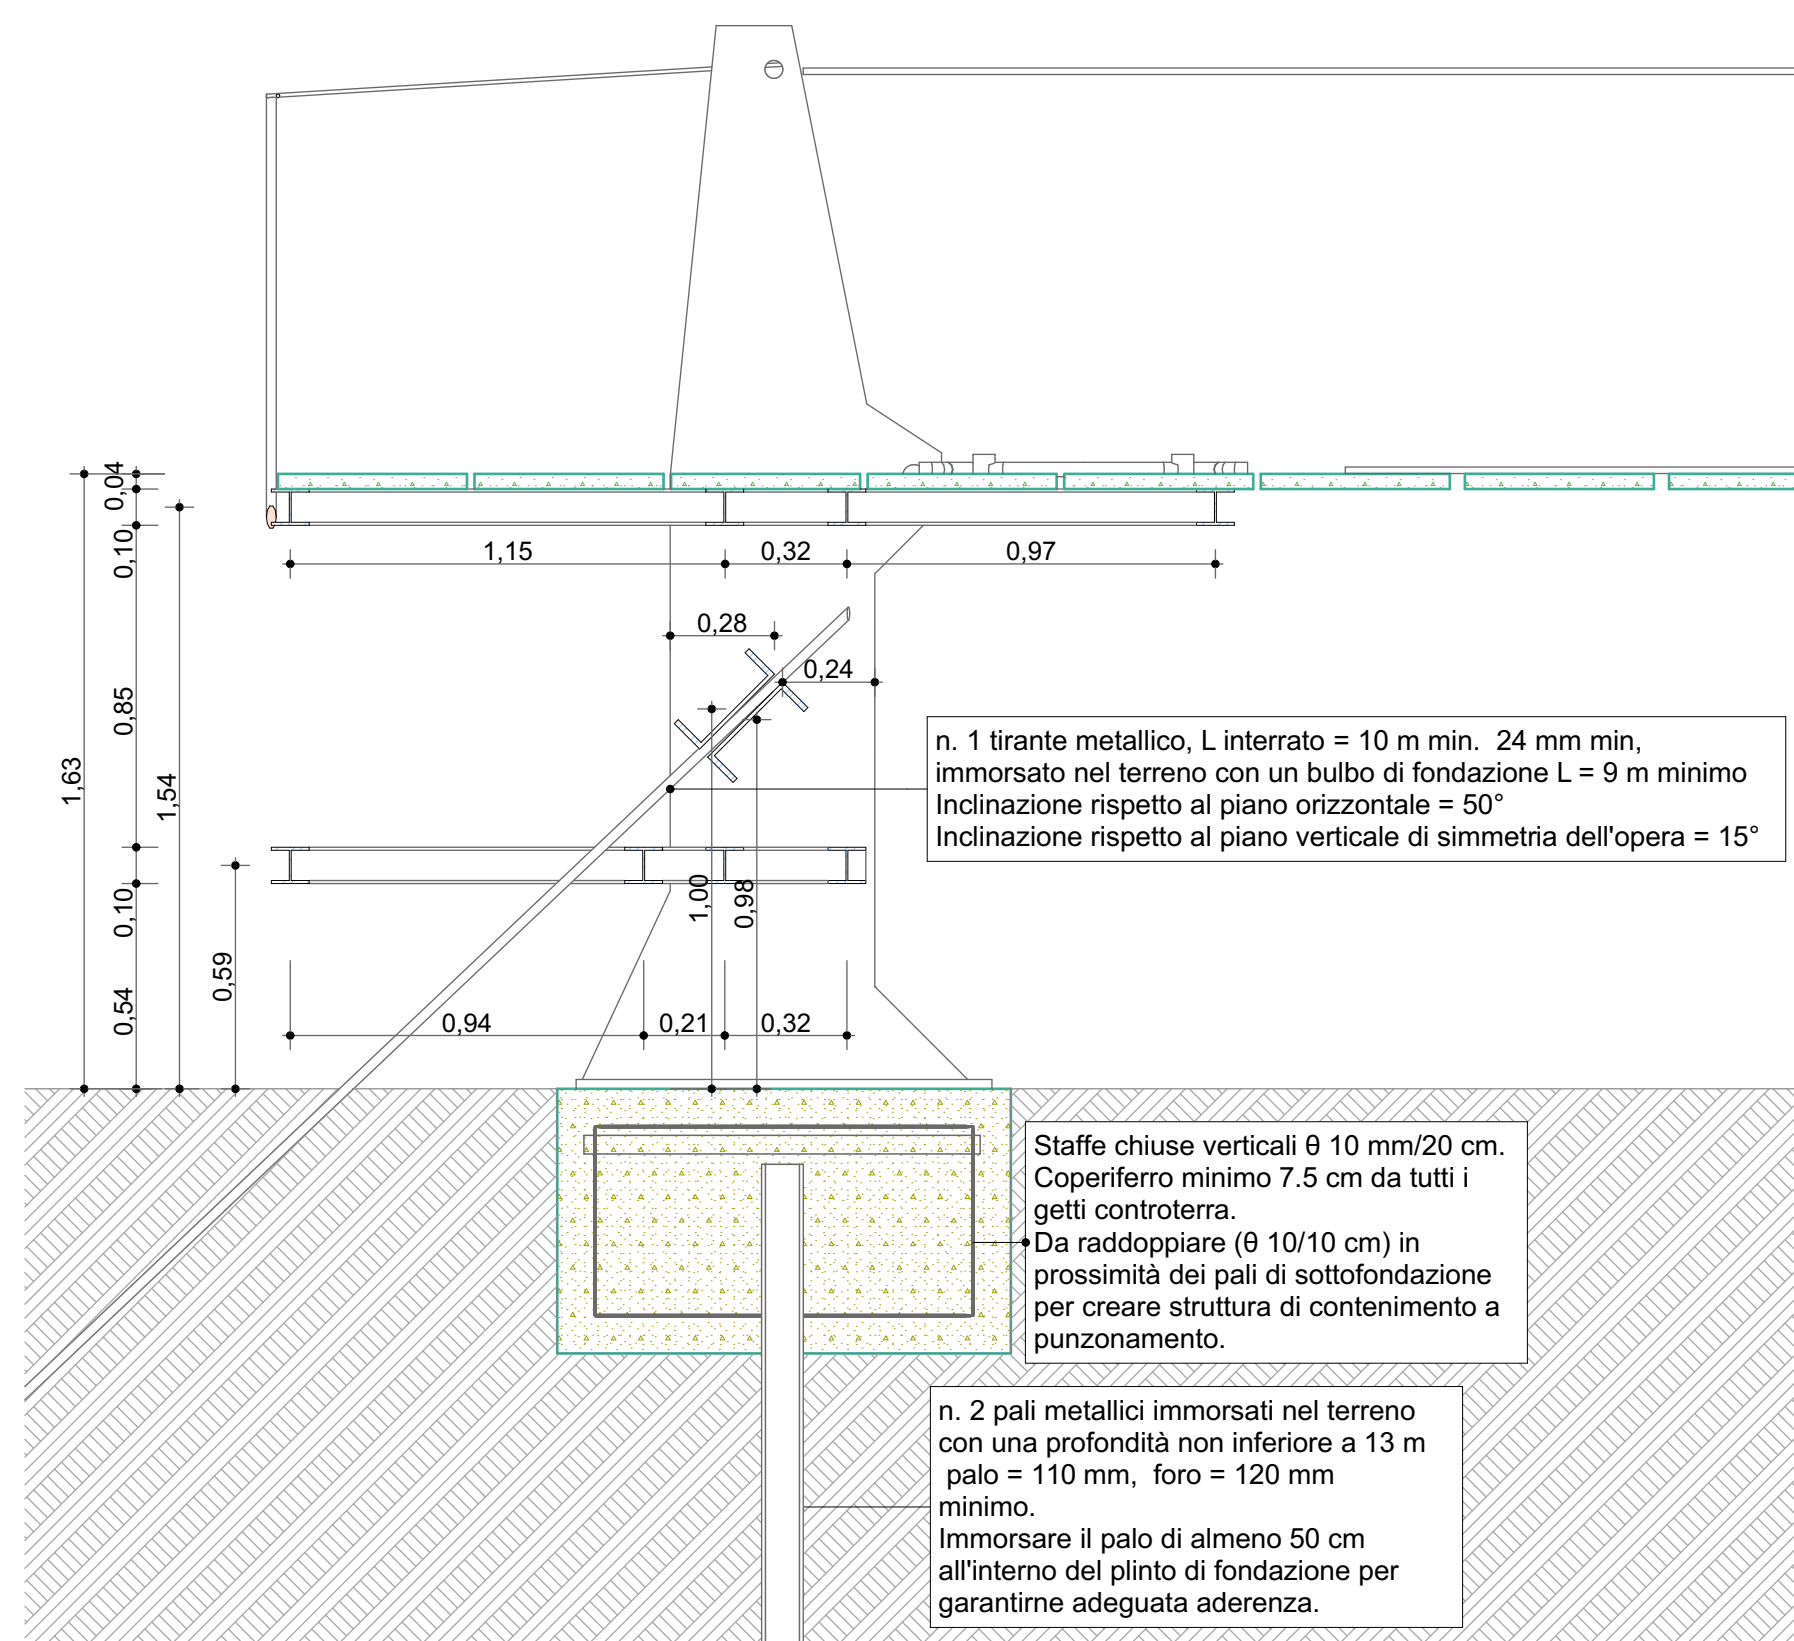 0,04
0,10
1,15
0,32
0,97
0,28
0,24
0,85
1,63
1,54
n. 1 tirante metallico, L interrato = 10 m min.  24 mm min,
immorsato nel terreno con un bulbo di fondazione L = 9 m minimo
Inclinazione rispetto al piano orizzontale = 50°
Inclinazione rispetto al piano verticale di simmetria dell'opera = 15°
0,10
1,00
0,98
0,59
0,54
0,94
0,21
0,32
Staffe chiuse verticali θ 10 mm/20 cm.
Coperiferro minimo 7.5 cm da tutti i
getti controterra.
Da raddoppiare (θ 10/10 cm) in
prossimità dei pali di sottofondazione
per creare struttura di contenimento a
punzonamento.
n. 2 pali metallici immorsati nel terreno
con una profondità non inferiore a 13 m
palo = 110 mm,  foro = 120 mm
minimo.
Immorsare il palo di almeno 50 cm
all'interno del plinto di fondazione per
garantirne adeguata aderenza.